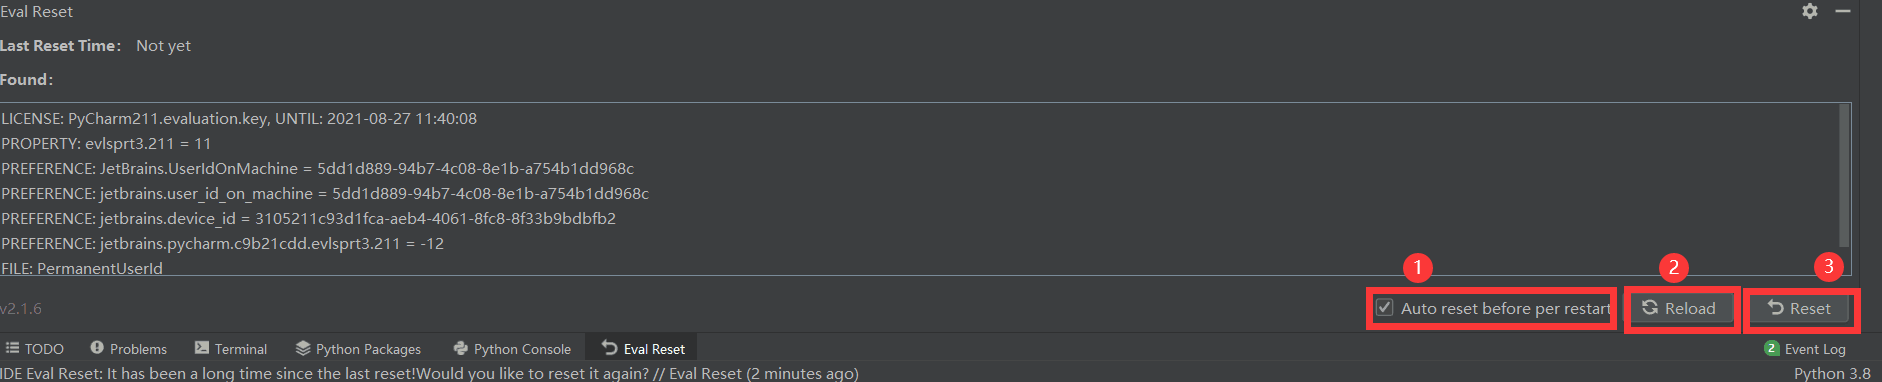 Eval Reset
Last Reset Time: Not yet
Found:
LICENSE: PyCharm211.evaluation.key, UNTIL: 2021-08-27 11:40:08
PROPERTY: evlsprt3.211 = 11
PREFERENCE: JetBrains.UserIdOnMachine = 5dd1d889-94b7-4c08-8e1b-a754b1dd968c
PREFERENCE: jetbrains.user_id_on_machine = 5dd1d889-94b7-4c08-8e1b-a754b1dd968c
PREFERENCE: jetbrains.device_id = 3105211c93d1fca-aeb4-4061-8fc8-8f33b9bdbfb2
PREFERENCE: jetbrains.pycharm.c9b21cdd.evlsprt3.211 = -12
FILE: PermanentUserId
1 2 3
v2.1.6 Auto reset before per restart Reload Reset
TODO Problems Terminal Python Packages Python Console Eval Reset 2 Event Log
IDE Eval Reset: It has been a long time since the last reset!Would you like to reset it again? // Eval Reset (2 minutes ago) Python 3.8